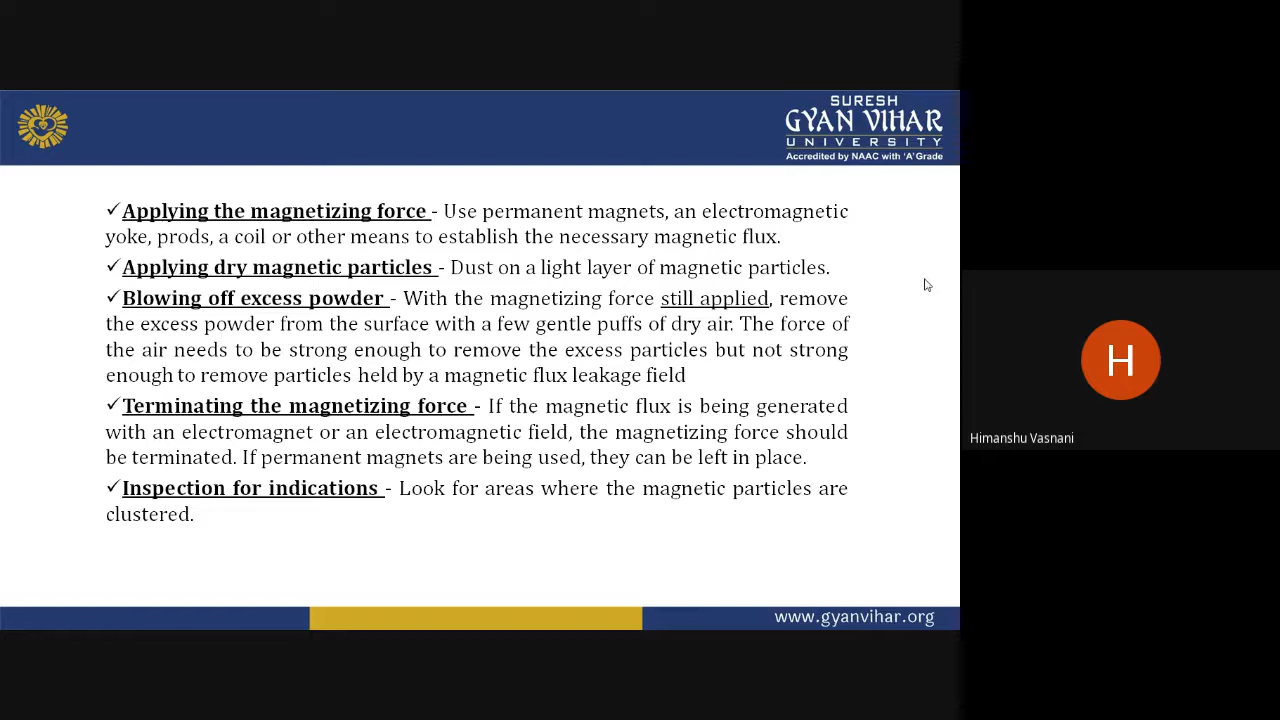 SURESH
GYAN VIHAR
UNIVERSITY
Accredited by NAAC with 'A' Grade
✓Applying the magnetizing force - Use permanent magnets, an electromagnetic
yoke, prods, a coil or other means to establish the necessary magnetic flux.
✓Applying dry magnetic particles - Dust on a light layer of magnetic particles.
✓Blowing off excess powder - With the magnetizing force still applied, remove
the excess powder from the surface with a few gentle puffs of dry air. The force of
the air needs to be strong enough to remove the excess particles but not strong
enough to remove particles held by a magnetic flux leakage field
✓Terminating the magnetizing force - If the magnetic flux is being generated
with an electromagnet or an electromagnetic field, the magnetizing force should
be terminated. If permanent magnets are being used, they can be left in place.
✓Inspection for indications - Look for areas where the magnetic particles are
clustered.
www.gyanvihar.org
H
Himanshu Vasnani